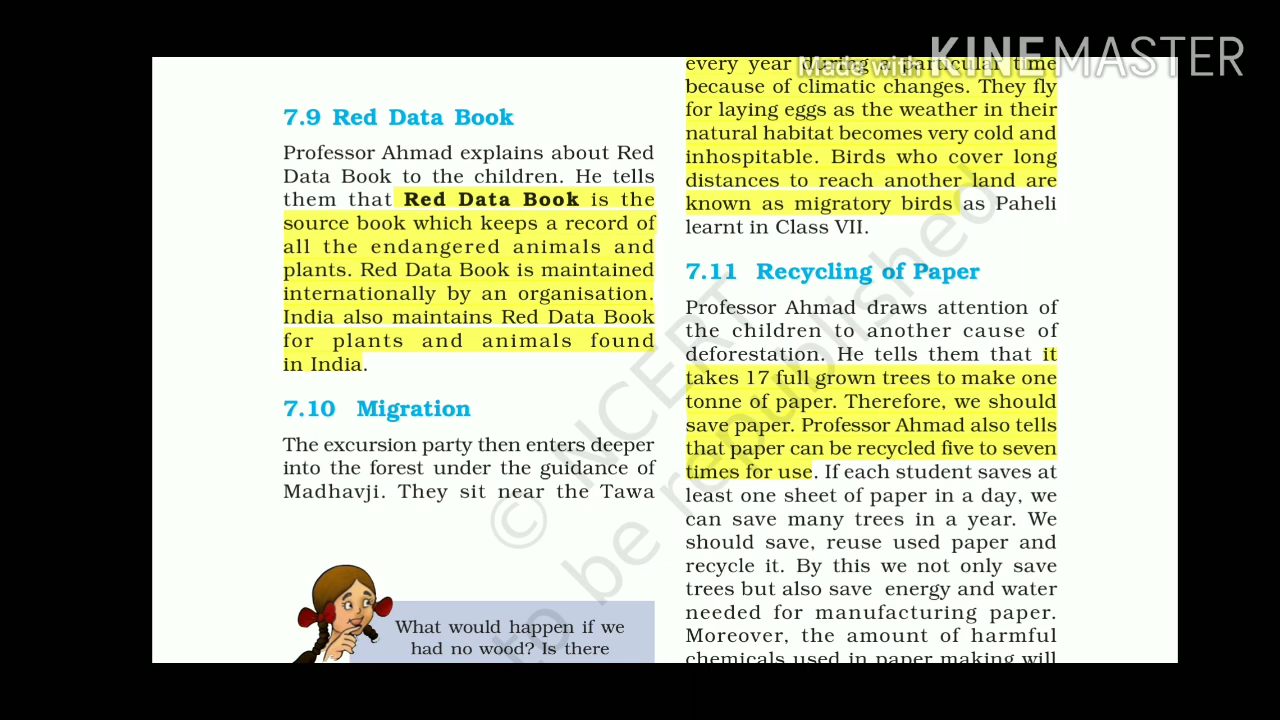 Made with KINEMASTER
7.9 Red Data Book
Professor Ahmad explains about Red
Data Book to the children. He tells
them that Red Data Book is the
source book which keeps a record of
all the endangered animals and
plants. Red Data Book is maintained
internationally by an organisation.
India also maintains Red Data Book
for plants and animals found
in India.
7.10 Migration
The excursion party then enters deeper
into the forest under the guidance of
Madhavji. They sit near the Tawa
What would happen if we
had no wood? Is there
every year during a particular time
because of climatic changes. They fly
for laying eggs as the weather in their
natural habitat becomes very cold and
inhospitable. Birds who cover long
distances to reach another land are
known as migratory birds as Paheli
learnt in Class VII.
7.11 Recycling of Paper
Professor Ahmad draws attention of
the children to another cause of
deforestation. He tells them that it
takes 17 full grown trees to make one
tonne of paper. Therefore, we should
save paper. Professor Ahmad also tells
that paper can be recycled five to seven
times for use. If each student saves at
least one sheet of paper in a day, we
can save many trees in a year. We
should save, reuse used paper and
recycle it. By this we not only save
trees but also save energy and water
needed for manufacturing paper.
Moreover, the amount of harmful
chemicals used in paper making will
© NCERT
to be republished